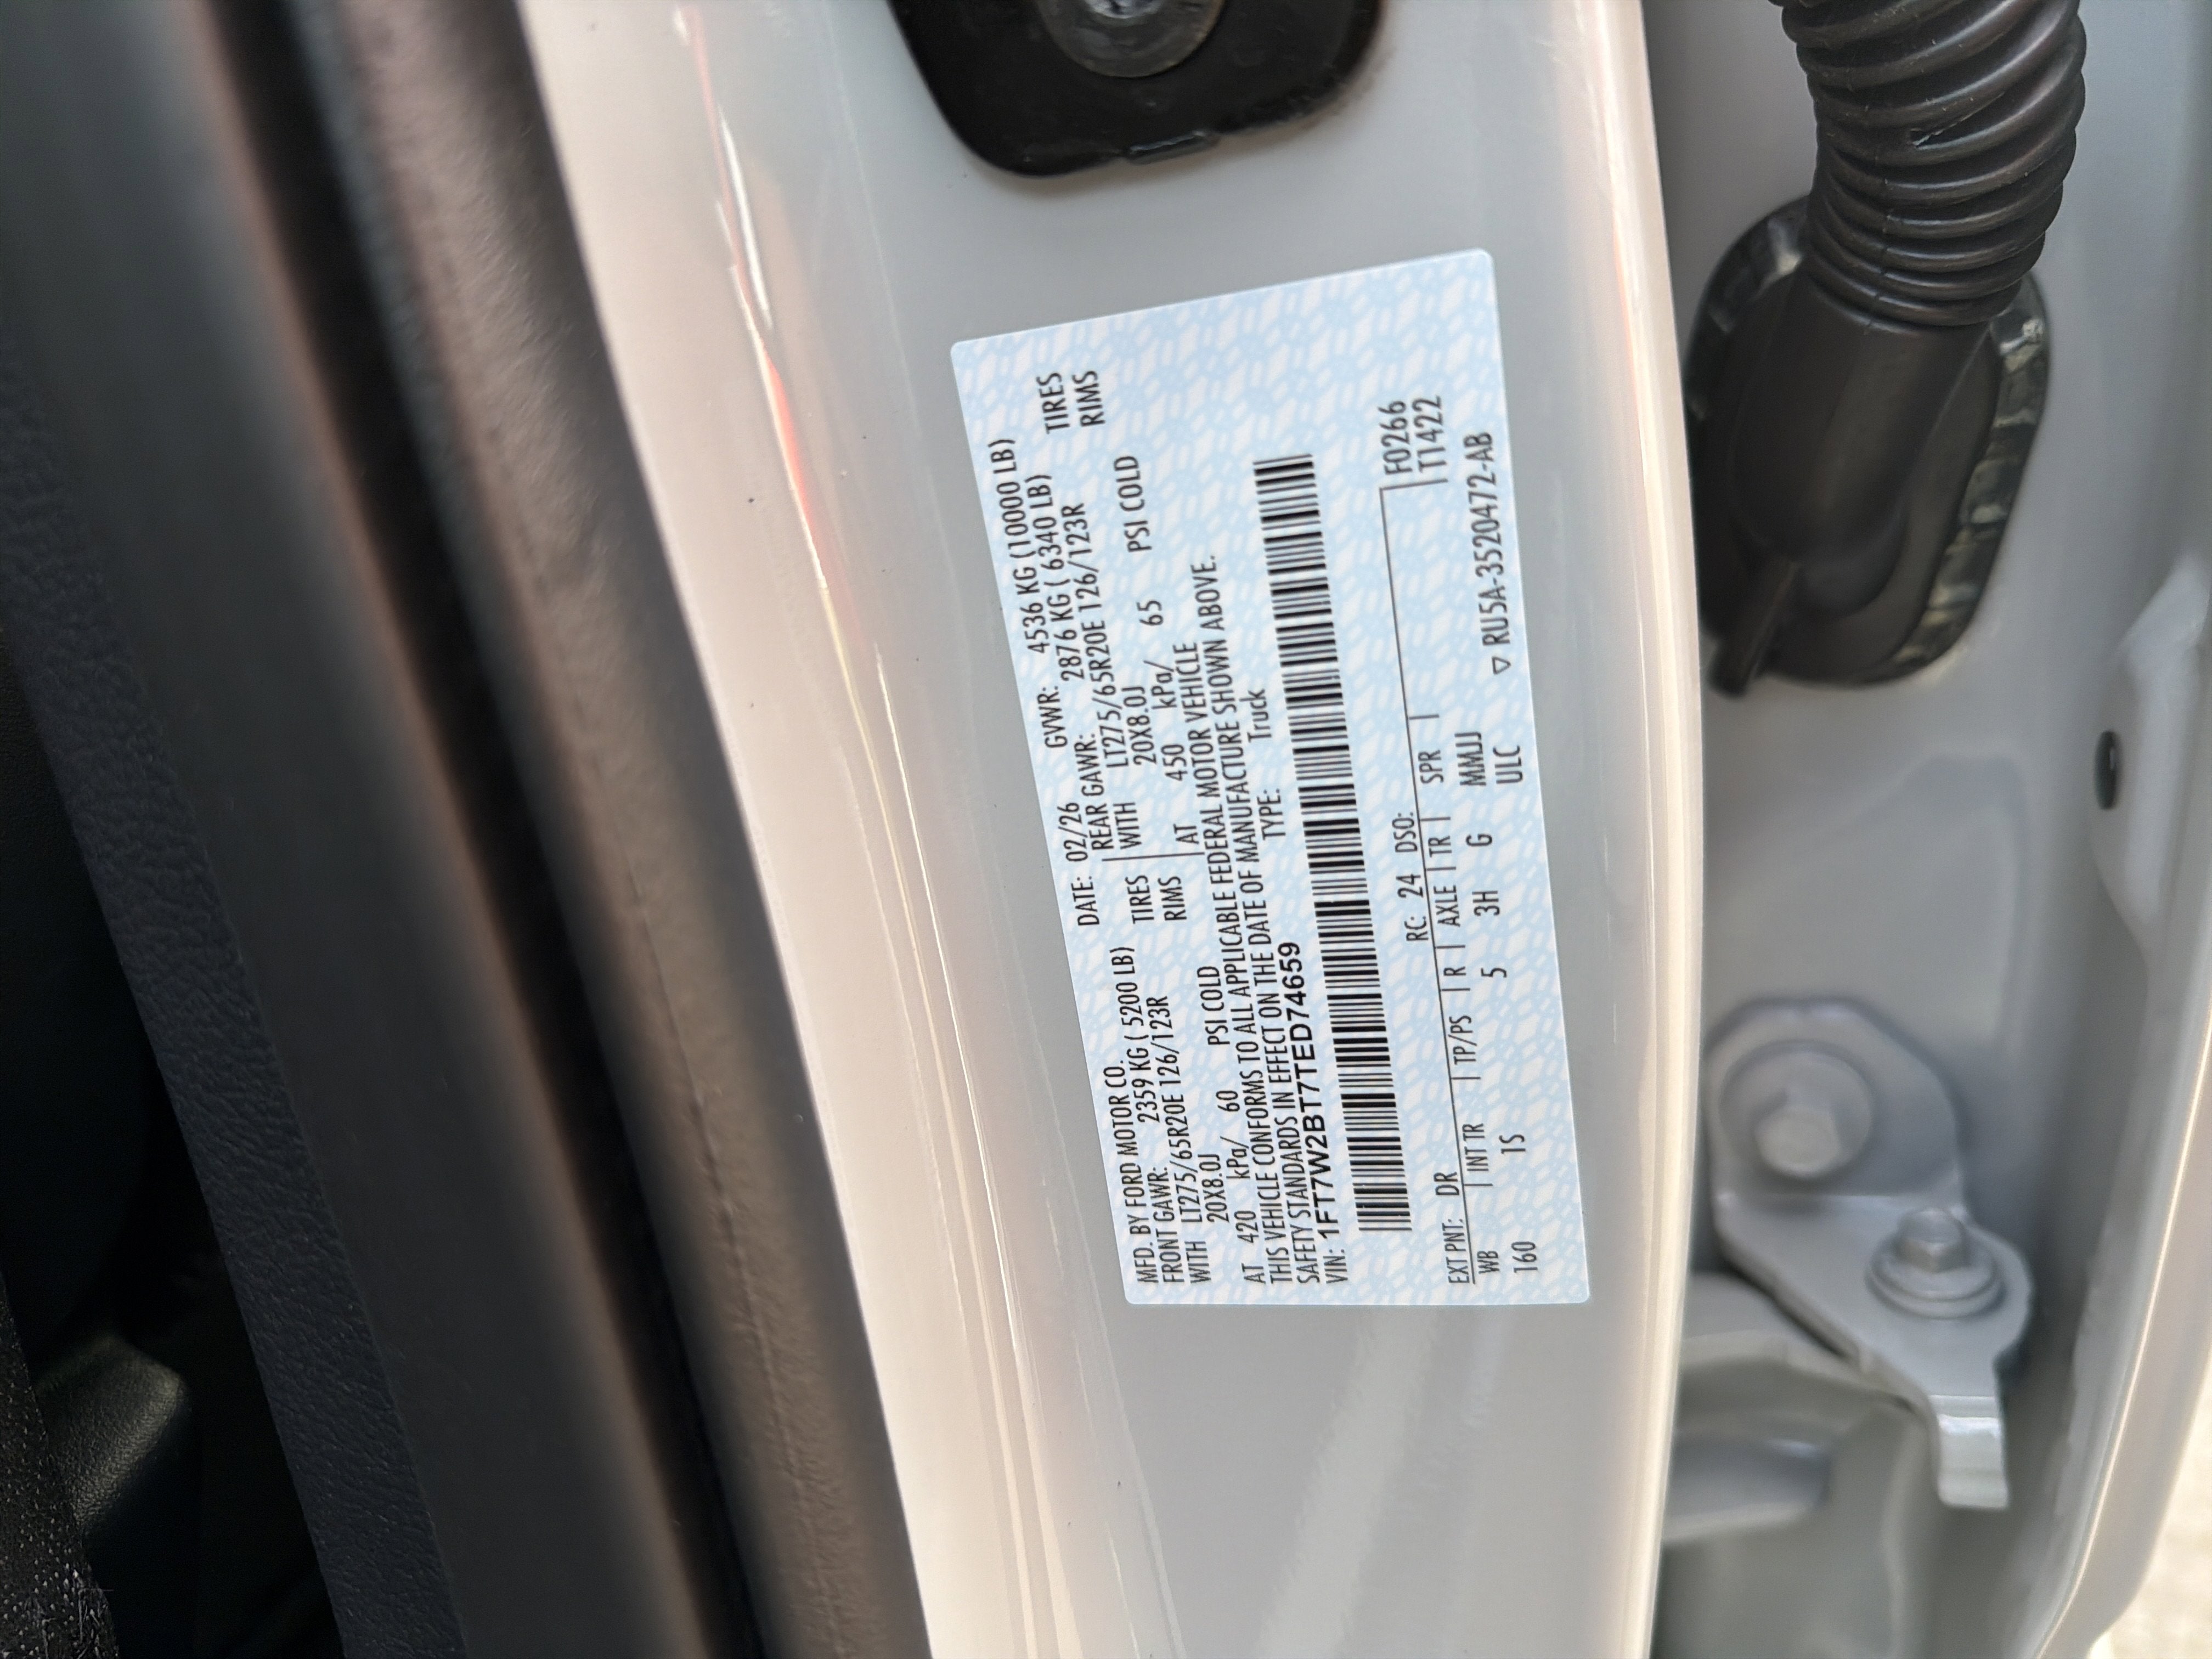 MFD. BY FORD MOTOR CO. DATE: 02/26 GVWR: 4536 KG (10000 LB)
FRONT GAWR: 2359 KG ( 5200 LB) REAR GAWR: 2876 KG ( 6340 LB)
WITH LT275/65R20E 126/123R TIRES WITH LT275/65R20E 126/123R TIRES
20X8.0J RIMS 20X8.0J RIMS
AT 420 kPa/ 60 PSI COLD AT 450 kPa/ 65 PSI COLD
THIS VEHICLE CONFORMS TO ALL APPLICABLE FEDERAL MOTOR VEHICLE
SAFETY STANDARDS IN EFFECT ON THE DATE OF MANUFACTURE SHOWN ABOVE.
VIN: 1FT7W2BT7TED74659 TYPE: Truck
F0266
EXT PNT: DR RC: 24 DSO: T1422
WB | INT TR | TP/PS | R | AXLE | TR | SPR |
160 1S 5 3H G MMJJ
ULC ▽ RU5A-3520472-AB